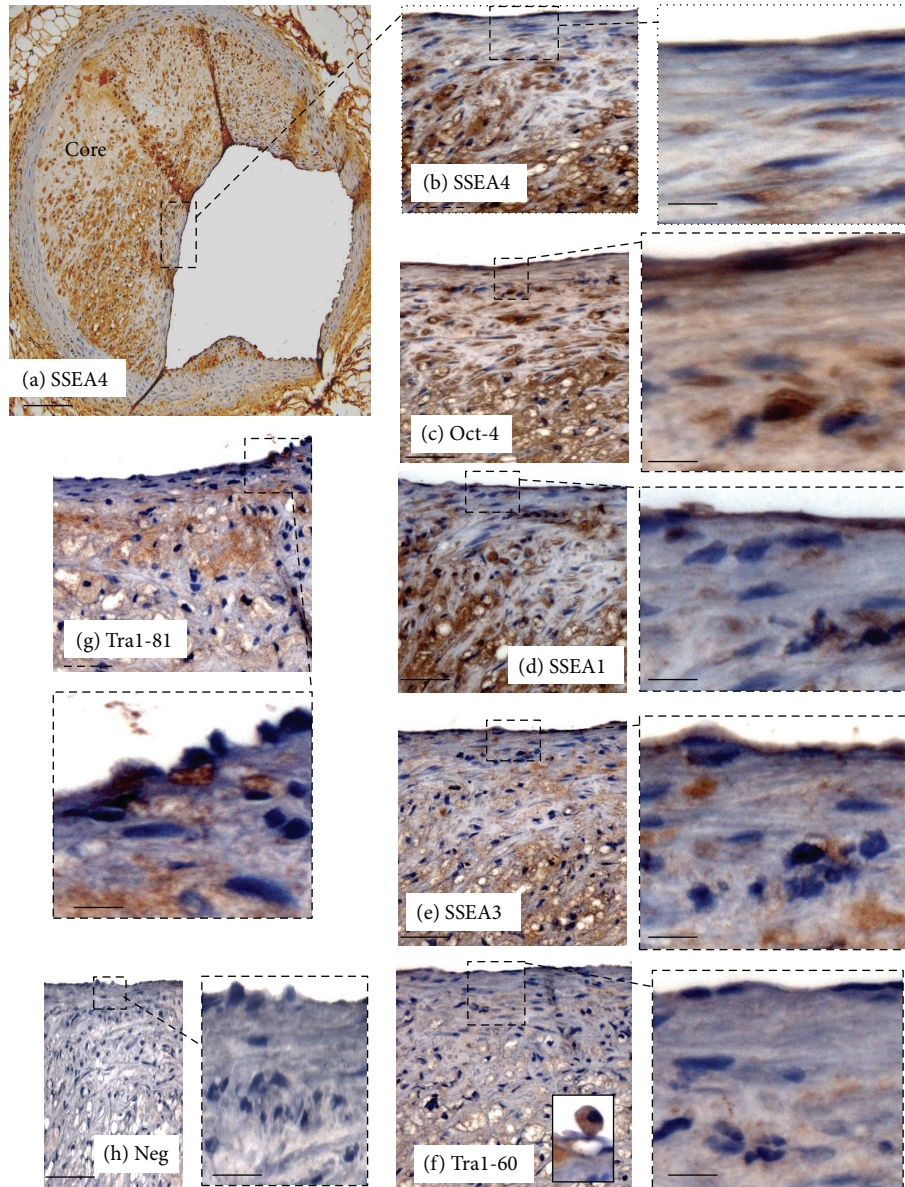 Core
(a) SSEA4
(b) SSEA4
(c) Oct-4
(d) SSEA1
(e) SSEA3
(f) Tra1-60
(g) Tra1-81
(h) Neg